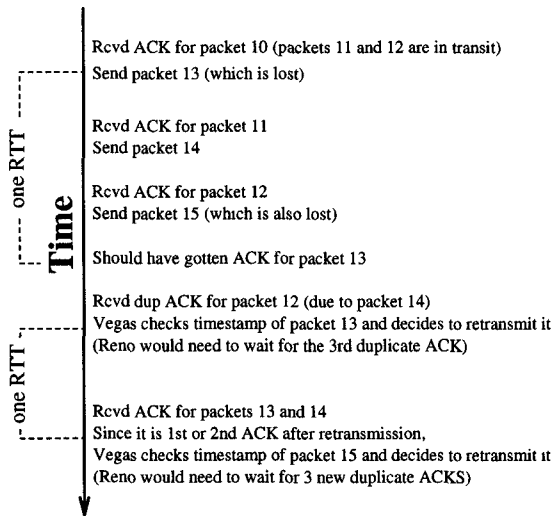 Rcvd ACK for packet 10 (packets 11 and 12 are in transit)
Send packet 13 (which is lost)
one RTT
Rcvd ACK for packet 11
Send packet 14
Time
Rcvd ACK for packet 12
Send packet 15 (which is also lost)
Should have gotten ACK for packet 13
Rcvd dup ACK for packet 12 (due to packet 14)
Vegas checks timestamp of packet 13 and decides to retransmit it
(Reno would need to wait for the 3rd duplicate ACK)
one RTT
Rcvd ACK for packets 13 and 14
Since it is 1st or 2nd ACK after retransmission,
Vegas checks timestamp of packet 15 and decides to retransmit it
(Reno would need to wait for 3 new duplicate ACKS)